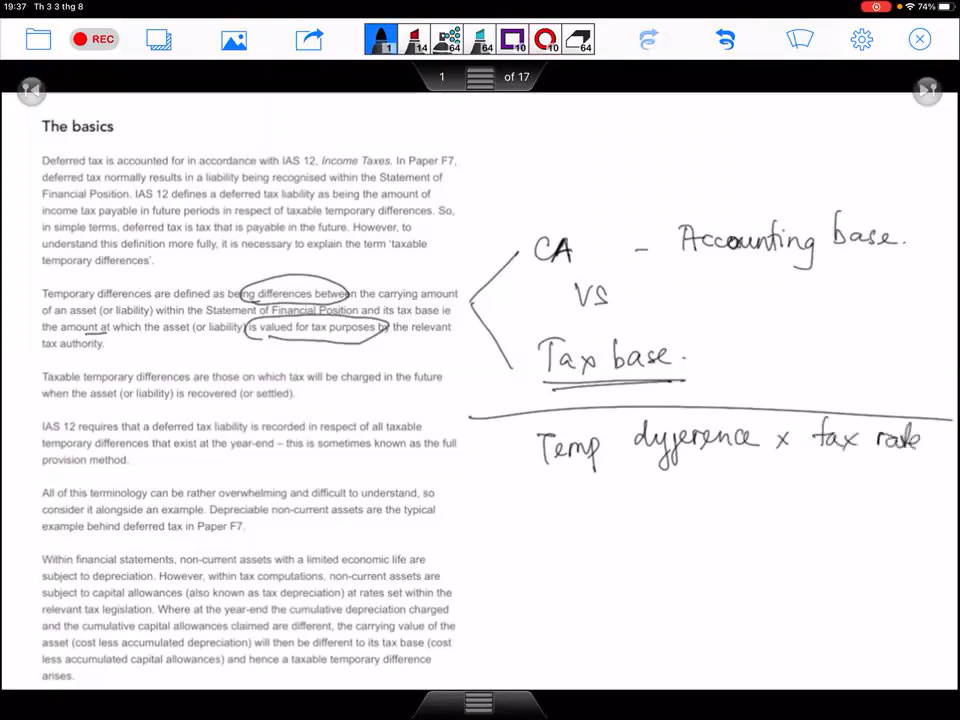 19:37 Th 3 3 thg 8
74%
REC
1
14
64
64
10
10
64
1 of 17
The basics
Deferred tax is accounted for in accordance with IAS 12, Income Taxes. In Paper F7,
deferred tax normally results in a liability being recognised within the Statement of
Financial Position. IAS 12 defines a deferred tax liability as being the amount of
income tax payable in future periods in respect of taxable temporary differences. So,
in simple terms, deferred tax is tax that is payable in the future. However, to
understand this definition more fully, it is necessary to explain the term ‘taxable
temporary differences’.
Temporary differences are defined as being differences between the carrying amount
of an asset (or liability) within the Statement of Financial Position and its tax base ie
the amount at which the asset (or liability) is valued for tax purposes by the relevant
tax authority.
Taxable temporary differences are those on which tax will be charged in the future
when the asset (or liability) is recovered (or settled).
IAS 12 requires that a deferred tax liability is recorded in respect of all taxable
temporary differences that exist at the year-end – this is sometimes known as the full
provision method.
All of this terminology can be rather overwhelming and difficult to understand, so
consider it alongside an example. Depreciable non-current assets are the typical
example behind deferred tax in Paper F7.
Within financial statements, non-current assets with a limited economic life are
subject to depreciation. However, within tax computations, non-current assets are
subject to capital allowances (also known as tax depreciation) at rates set within the
relevant tax legislation. Where at the year-end the cumulative depreciation charged
and the cumulative capital allowances claimed are different, the carrying value of the
asset (cost less accumulated depreciation) will then be different to its tax base (cost
less accumulated capital allowances) and hence a taxable temporary difference
arises.
CA - Accounting base.
VS
Tax base.
Temp difference x tax rate